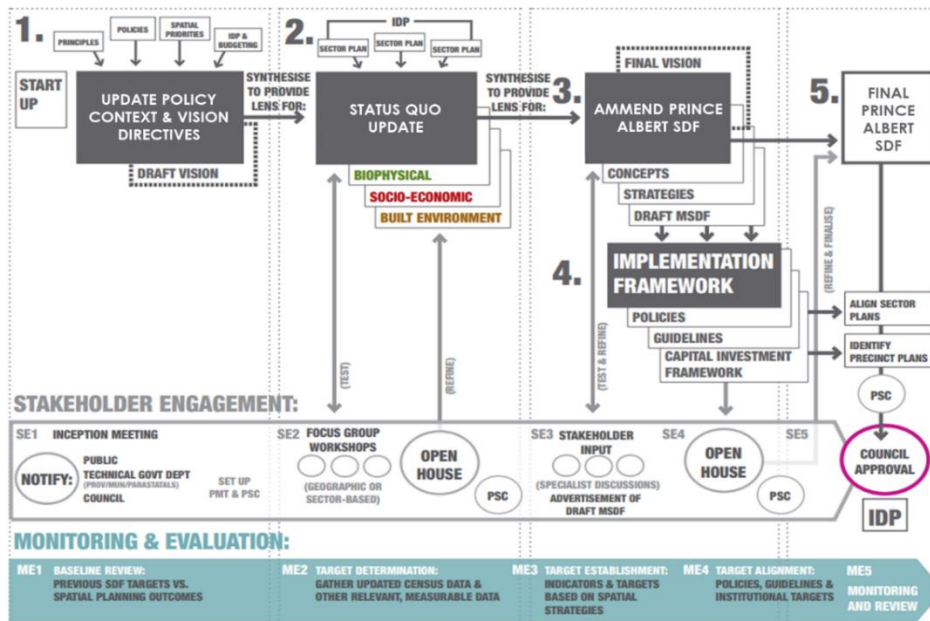 1.
PRINCIPLES
POLICIES
SPATIAL
PRIORITIES
IDP &
BUDGETING
START
UP
UPDATE POLICY
CONTEXT & VISION
DIRECTIVES
DRAFT VISION
SYNTHESISE
TO PROVIDE
LENS FOR:
2.
IDP
SECTOR PLAN
SECTOR PLAN
SECTOR PLAN
STATUS QUO
UPDATE
BIOPHYSICAL
SOCIO-ECONOMIC
BUILT ENVIRONMENT
SYNTHESISE
TO PROVIDE
LENS FOR:
3.
FINAL VISION
AMMEND PRINCE
ALBERT SDF
CONCEPTS
STRATEGIES
DRAFT MSDF
4.
IMPLEMENTATION
FRAMEWORK
POLICIES
GUIDELINES
CAPITAL INVESTMENT
FRAMEWORK
5.
FINAL
PRINCE
ALBERT
SDF
(REFINE & FINALISE)
ALIGN SECTOR
PLANS
IDENTIFY
PRECINCT PLANS
PSC
(TEST)
(REFINE)
(TEST & REFINE)
STAKEHOLDER ENGAGEMENT:
SE1 INCEPTION MEETING
NOTIFY:
PUBLIC
TECHNICAL GOVT DEPT
(PROV/MUN/PARASTATALS)
COUNCIL
SET UP
PMT & PSC
SE2 FOCUS GROUP
WORKSHOPS
(GEOGRAPHIC OR
SECTOR-BASED)
OPEN
HOUSE
PSC
SE3 STAKEHOLDER
INPUT
(SPECIALIST DISCUSSIONS)
ADVERTISEMENT OF
DRAFT MSDF
SE4
OPEN
HOUSE
PSC
SE5
COUNCIL
APPROVAL
IDP
MONITORING & EVALUATION:
ME1 BASELINE REVIEW:
PREVIOUS SDF TARGETS VS.
SPATIAL PLANNING OUTCOMES
ME2 TARGET DETERMINATION:
GATHER UPDATED CENSUS DATA &
OTHER RELEVANT, MEASURABLE DATA
ME3 TARGET ESTABLISHMENT:
INDICATORS & TARGETS
BASED ON SPATIAL
STRATEGIES
ME4 TARGET ALIGNMENT:
POLICIES, GUIDELINES &
INSTITUTIONAL TARGETS
ME5
MONITORING
AND REVIEW